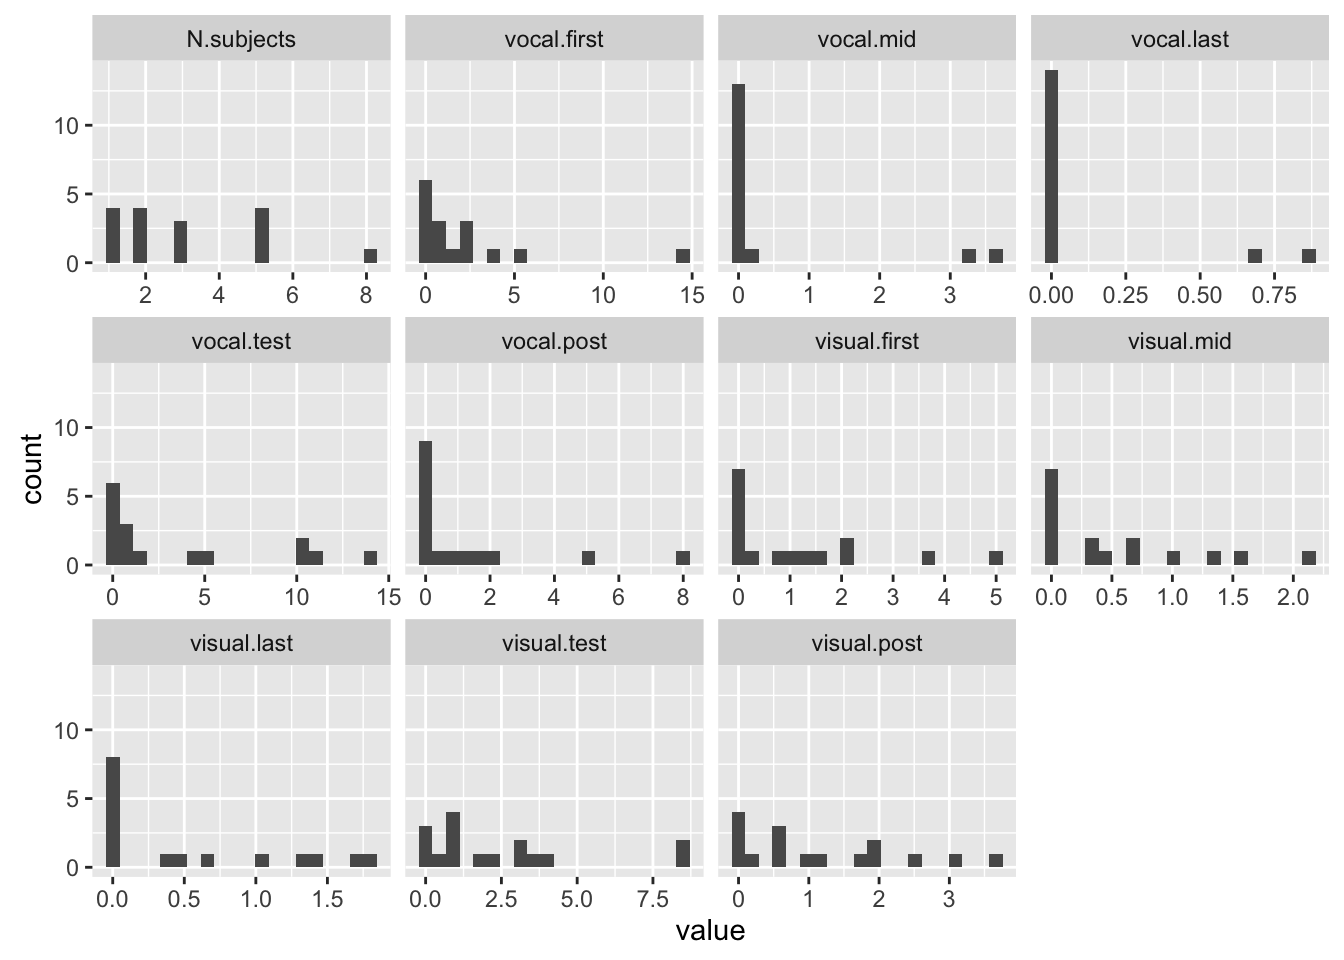 N.subjects vocal.first vocal.mid vocal.last
10
5
0
2 4 6 8 0 5 10 15 0 1 2 3 0.00 0.25 0.50 0.75
vocal.test vocal.post visual.first visual.mid
count
10
5
0
0 5 10 15 0 2 4 6 8 0 1 2 3 4 5 0.0 0.5 1.0 1.5 2.0
visual.last visual.test visual.post
10
5
0
0.0 0.5 1.0 1.5 0.0 2.5 5.0 7.5 0 1 2 3
value